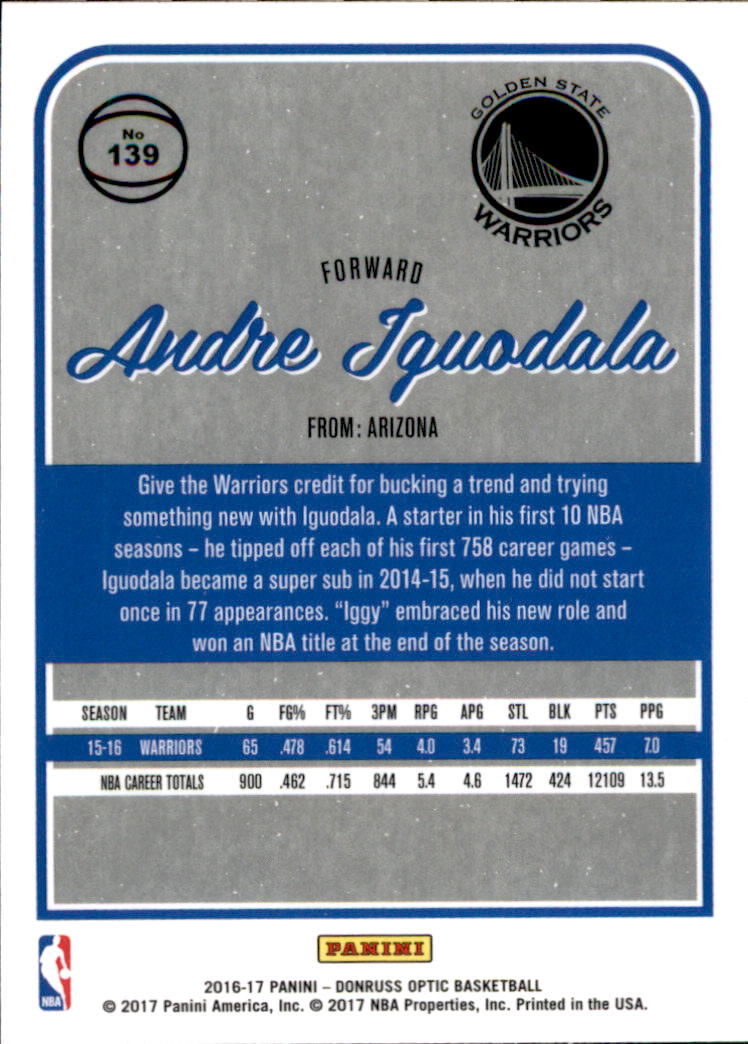 No
139
GOLDEN STATE
WARRIORS
FORWARD
Andre Iguodala
FROM: ARIZONA
Give the Warriors credit for bucking a trend and trying
something new with Iguodala. A starter in his first 10 NBA
seasons – he tipped off each of his first 758 career games –
Iguodala became a super sub in 2014-15, when he did not start
once in 77 appearances. “Iggy” embraced his new role and
won an NBA title at the end of the season.
SEASON TEAM G FG% FT% 3PM RPG APG STL BLK PTS PPG
15-16 WARRIORS 65 .478 .614 54 4.0 3.4 73 19 457 7.0
NBA CAREER TOTALS 900 .462 .715 844 5.4 4.6 1472 424 12109 13.5
PANINI
NBA
2016-17 PANINI – DONRUSS OPTIC BASKETBALL
© 2017 Panini America, Inc. © 2017 NBA Properties, Inc. Printed in the USA.